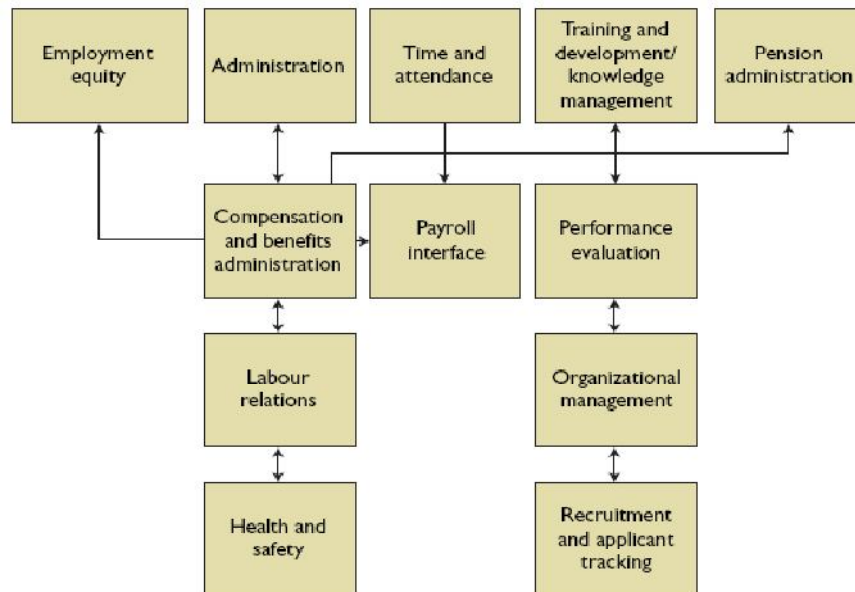 Employment
equity
Administration
Time and
attendance
Training and
development/
knowledge
management
Pension
administration
Compensation
and benefits
administration
Payroll
interface
Performance
evaluation
Labour
relations
Organizational
management
Health and
safety
Recruitment
and applicant
tracking